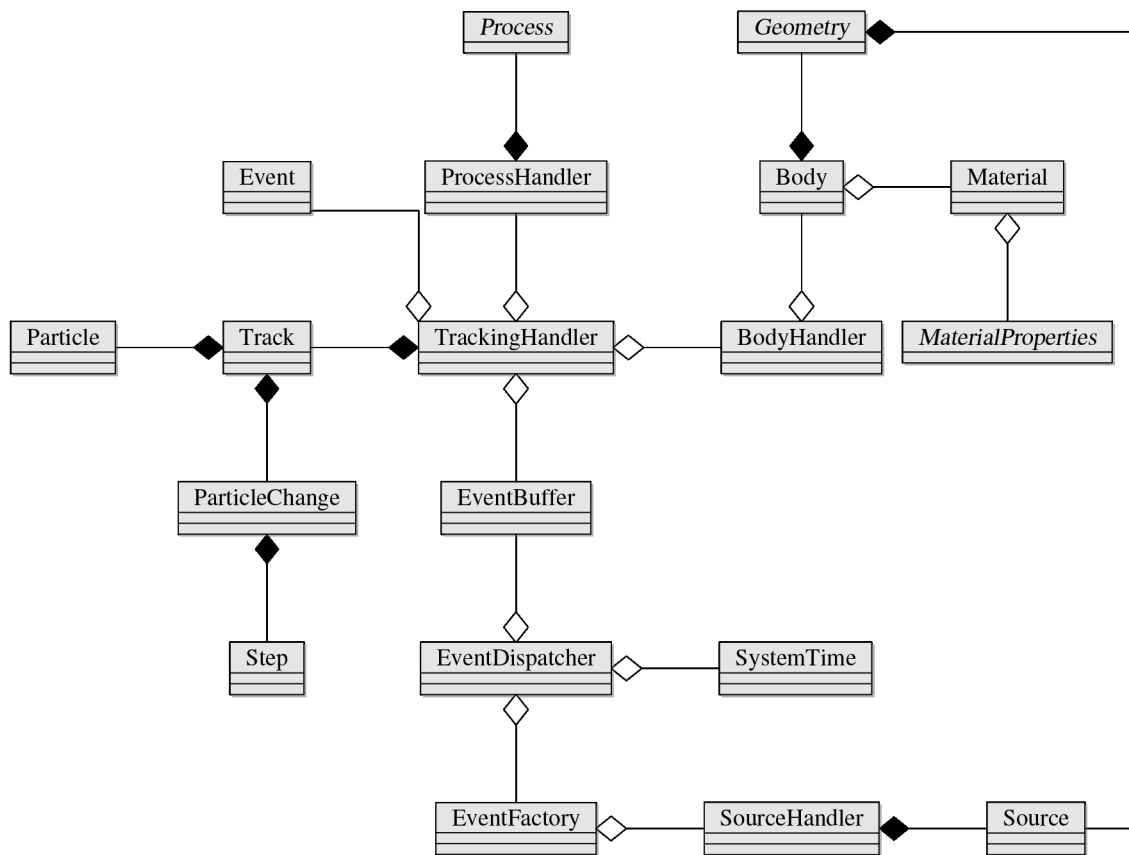 Process
Geometry
Event
ProcessHandler
Body
Material
Particle
Track
TrackingHandler
BodyHandler
MaterialProperties
ParticleChange
EventBuffer
Step
EventDispatcher
SystemTime
EventFactory
SourceHandler
Source